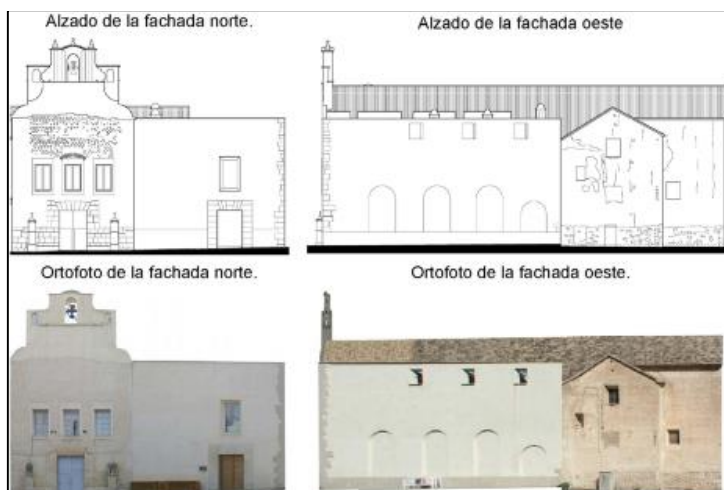 Alzado de la fachada norte.
Alzado de la fachada oeste
Ortofoto de la fachada norte.
Ortofoto de la fachada oeste.